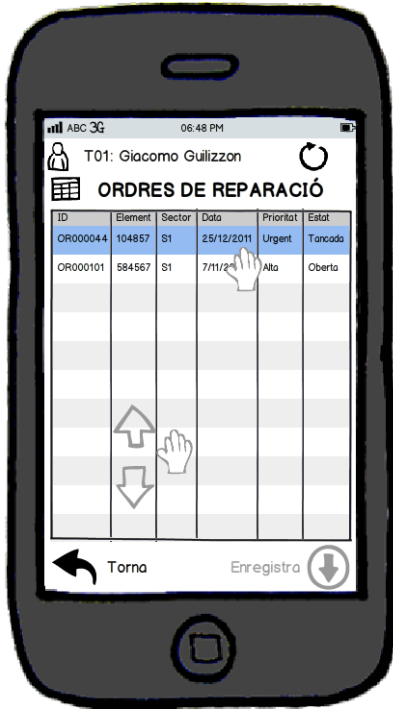 ABC 3G 06:48 PM
T01: Giacomo Guilizzon
ORDRES DE REPARACIÓ
ID Element Sector Data Prioritat Estat
OR000044 104857 S1 25/12/2011 Urgent Tancada
OR000101 584567 S1 Alta Oberta
Torna Enregistra